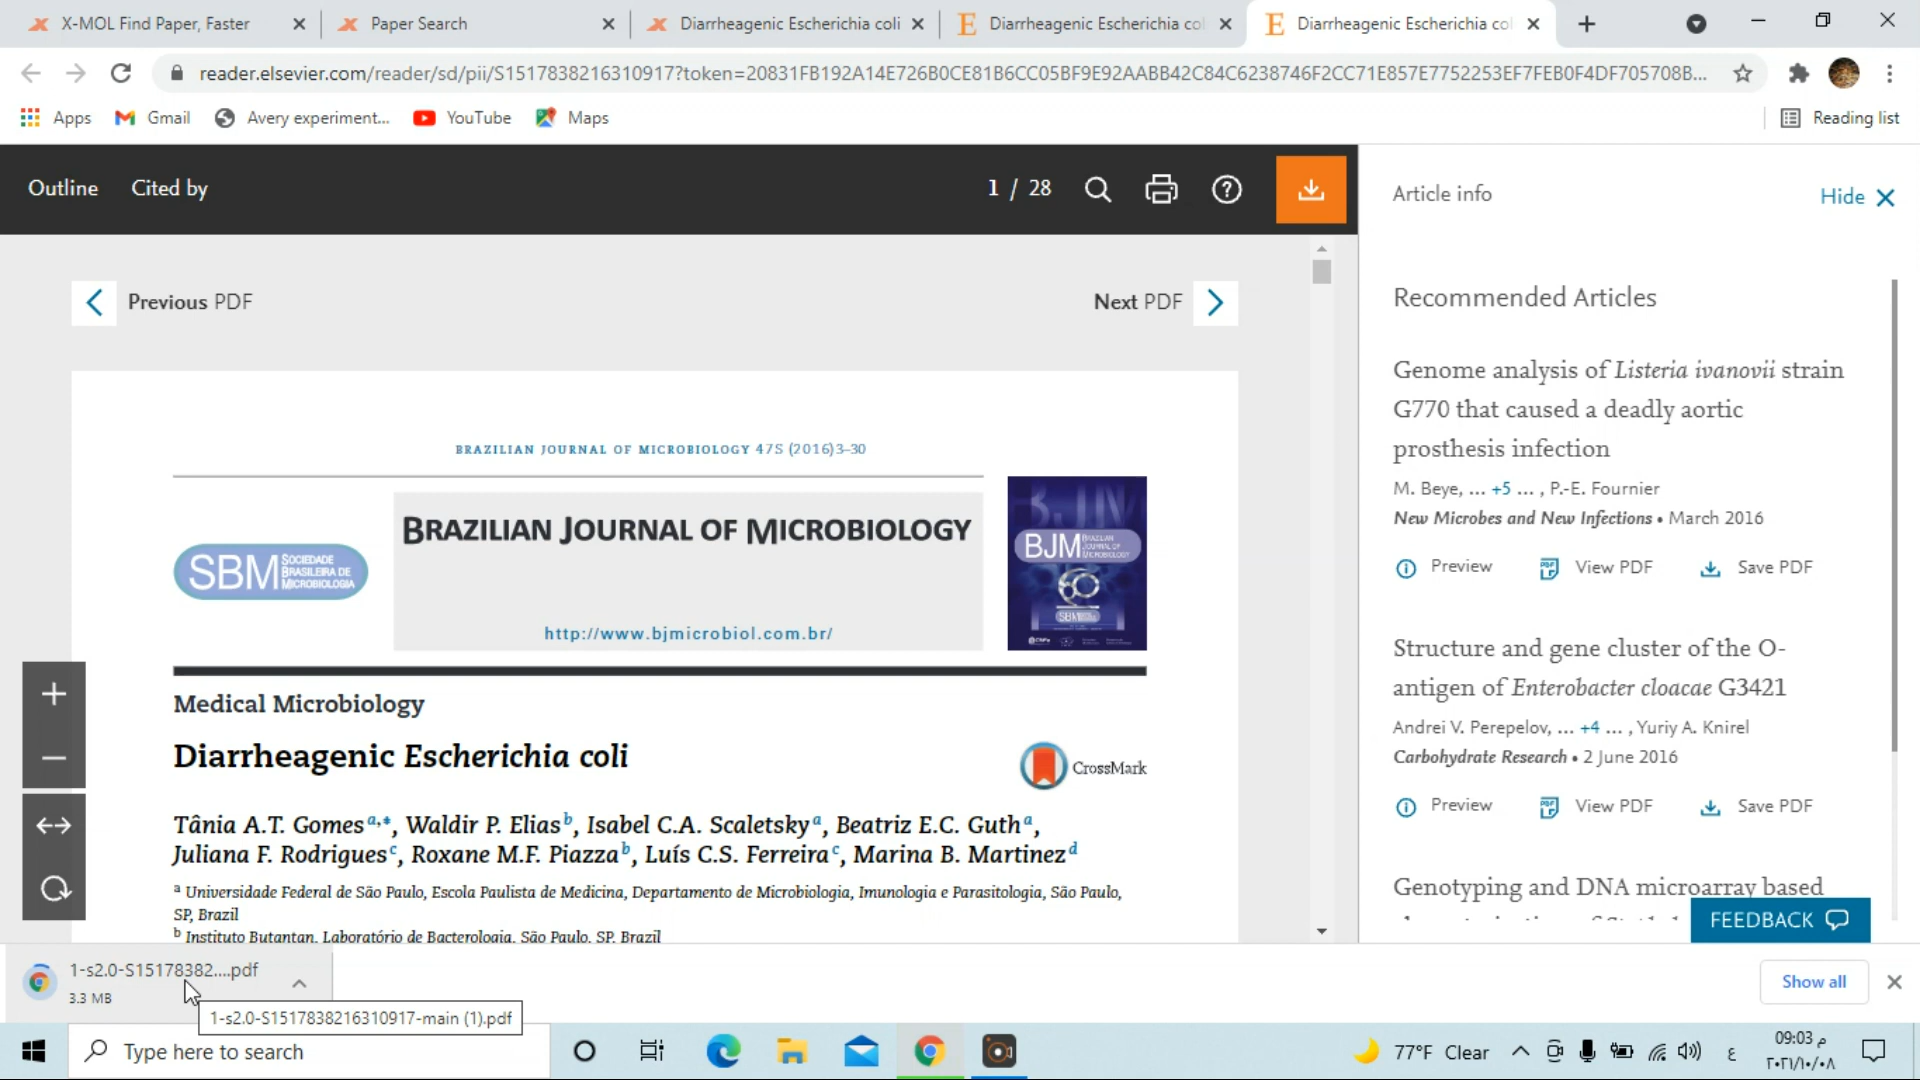 X-MOL Find Paper, Faster
Paper Search
Diarrheagenic Escherichia coli
Diarrheagenic Escherichia co
Diarrheagenic Escherichia co
reader.elsevier.com/reader/sd/pii/S1517838216310917?token=20831FB192A14E726B0CE81B6CC05BF9E92AABB42C84C6238746F2CC71E857E7752253EF7FEB0F4DF705708B...
Apps
Gmail
Avery experiment...
YouTube
Maps
Reading list
Outline
Cited by
1 / 28
Article info
Hide
Previous PDF
Next PDF
BRAZILIAN JOURNAL OF MICROBIOLOGY 47S (2016) 3–30
SBM SOCIEDADE BRASILEIRA DE MICROBIOLOGIA
BRAZILIAN JOURNAL OF MICROBIOLOGY
http://www.bjmicrobiol.com.br/
BJM
60
SBM
Medical Microbiology
Diarrheagenic Escherichia coli
CrossMark
Tânia A.T. Gomes a,*, Waldir P. Elias b, Isabel C.A. Scaletsky a, Beatriz E.C. Guth a,
Juliana F. Rodrigues c, Roxane M.F. Piazza b, Luís C.S. Ferreira c, Marina B. Martinez d
a Universidade Federal de São Paulo, Escola Paulista de Medicina, Departamento de Microbiologia, Imunologia e Parasitologia, São Paulo,
SP, Brazil
b Instituto Butantan, Laboratório de Bacterologia, São Paulo, SP, Brazil
Recommended Articles
Genome analysis of Listeria ivanovii strain
G770 that caused a deadly aortic
prosthesis infection
M. Beye, ... +5 ... , P.-E. Fournier
New Microbes and New Infections • March 2016
Preview
View PDF
Save PDF
Structure and gene cluster of the O-
antigen of Enterobacter cloacae G3421
Andrei V. Perepelov, ... +4 ... , Yuriy A. Knirel
Carbohydrate Research • 2 June 2016
Preview
View PDF
Save PDF
Genotyping and DNA microarray based
FEEDBACK
1-s2.0-S15178382....pdf
3.3 MB
1-s2.0-S1517838216310917-main (1).pdf
Show all
Type here to search
77°F Clear
ع
09:03 م
٢٠٢١/١٠/٠٨